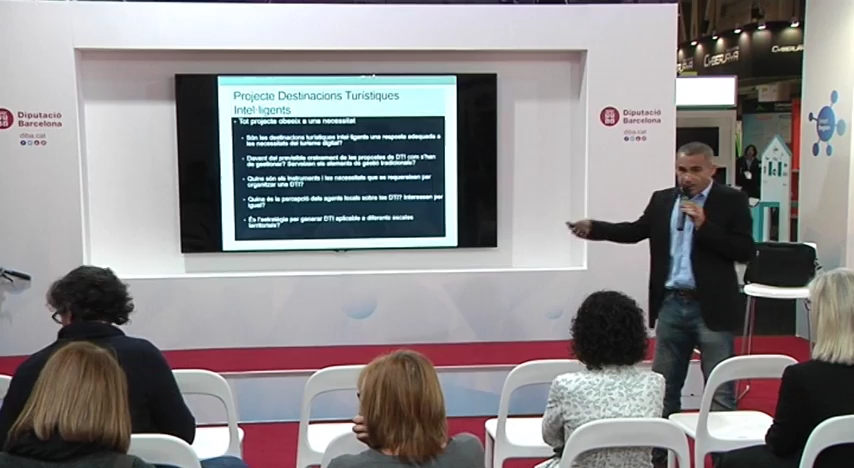 CYBERJAYA
Projecte Destinacions Turístiques
Intel·ligents
- Tot projecte obeeix a una necessitat
- Són les destinacions turístiques intel·ligents una resposta adequada a
les necessitats del turisme digital?
- Davant del previsible creixement de les propostes de DTI com s'han
de gestionar? Serveixen els elements de gestió tradicionals?
- Quins són els instruments i les necessitats que es requereixen per
organitzar una DTI?
- Quina és la percepció dels agents locals sobre les DTI? Interessen per
igual?
- És l'estratègia per generar DTI aplicable a diferents escales
territorials?
Diputació
Barcelona
diba.cat
Diputació
Barcelona
diba.cat